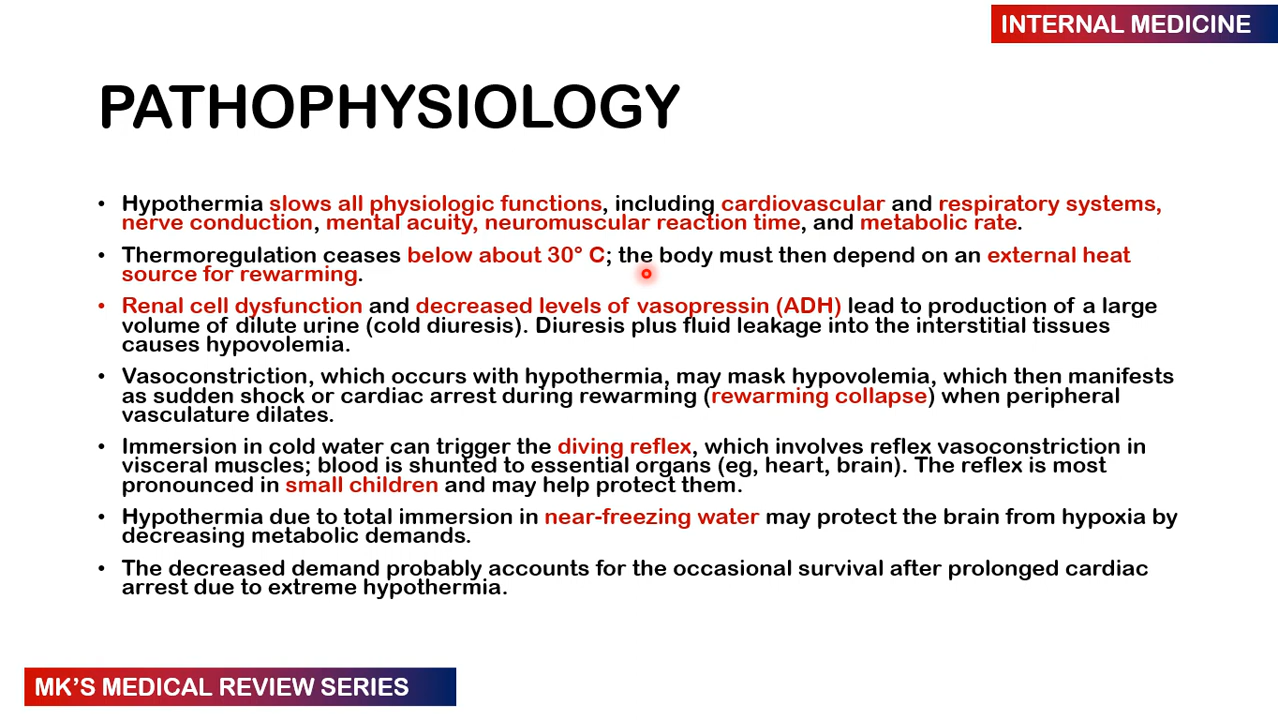 INTERNAL MEDICINE
PATHOPHYSIOLOGY
• Hypothermia slows all physiologic functions, including cardiovascular and respiratory systems,
nerve conduction, mental acuity, neuromuscular reaction time, and metabolic rate.
• Thermoregulation ceases below about 30° C; the body must then depend on an external heat
source for rewarming.
• Renal cell dysfunction and decreased levels of vasopressin (ADH) lead to production of a large
volume of dilute urine (cold diuresis). Diuresis plus fluid leakage into the interstitial tissues
causes hypovolemia.
• Vasoconstriction, which occurs with hypothermia, may mask hypovolemia, which then manifests
as sudden shock or cardiac arrest during rewarming (rewarming collapse) when peripheral
vasculature dilates.
• Immersion in cold water can trigger the diving reflex, which involves reflex vasoconstriction in
visceral muscles; blood is shunted to essential organs (eg, heart, brain). The reflex is most
pronounced in small children and may help protect them.
• Hypothermia due to total immersion in near-freezing water may protect the brain from hypoxia by
decreasing metabolic demands.
• The decreased demand probably accounts for the occasional survival after prolonged cardiac
arrest due to extreme hypothermia.
MK'S MEDICAL REVIEW SERIES